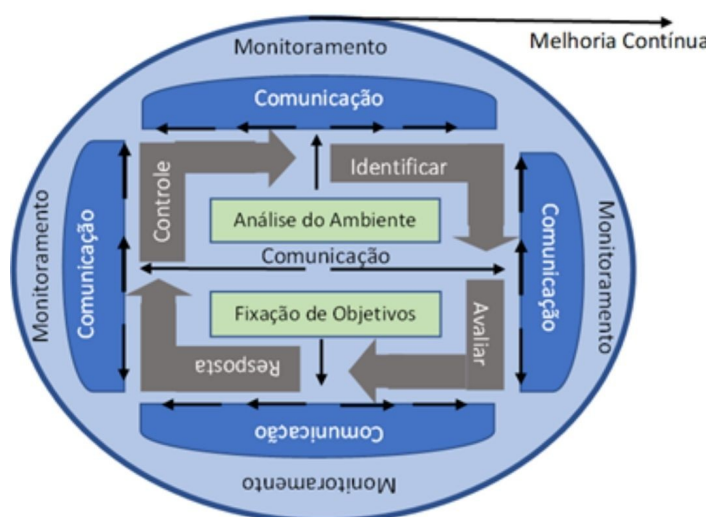 Monitoramento
Melhoria Contínua
Comunicação
Identificar
Controle
Análise do Ambiente
Comunicação
Monitoramento
Comunicação
Comunicação
Monitoramento
Fixação de Objetivos
Avaliar
Resposta
Comunicação
Monitoramento